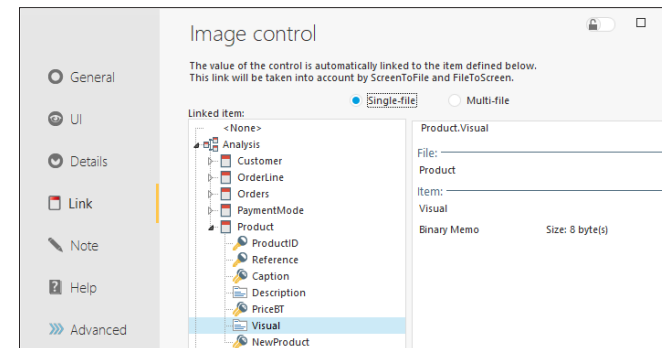 Image control
The value of the control is automatically linked to the item defined below.
This link will be taken into account by ScreenToFile and FileToScreen.
Single-file
Multi-file
Linked item:
General
UI
Details
Link
Note
Help
Advanced
<None>
Analysis
Customer
OrderLine
Orders
PaymentMode
Product
ProductID
Reference
Caption
Description
PriceBT
Visual
NewProduct
Product.Visual
File:
Product
Item:
Visual
Binary Memo Size: 8 byte(s)